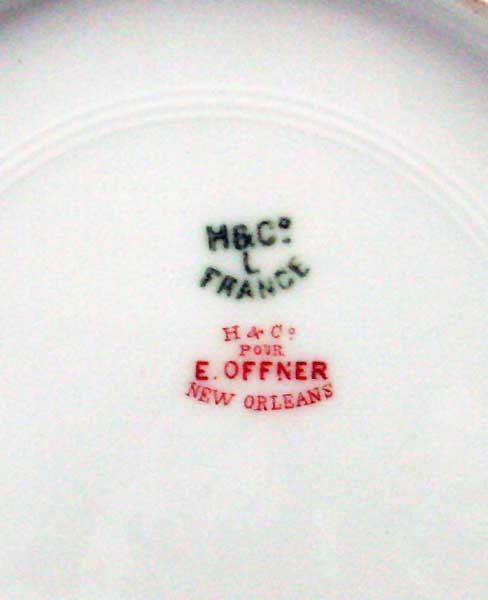 H&Cº
L
FRANCE
H & Cº
POUR
E. OFFNER
NEW ORLEANS